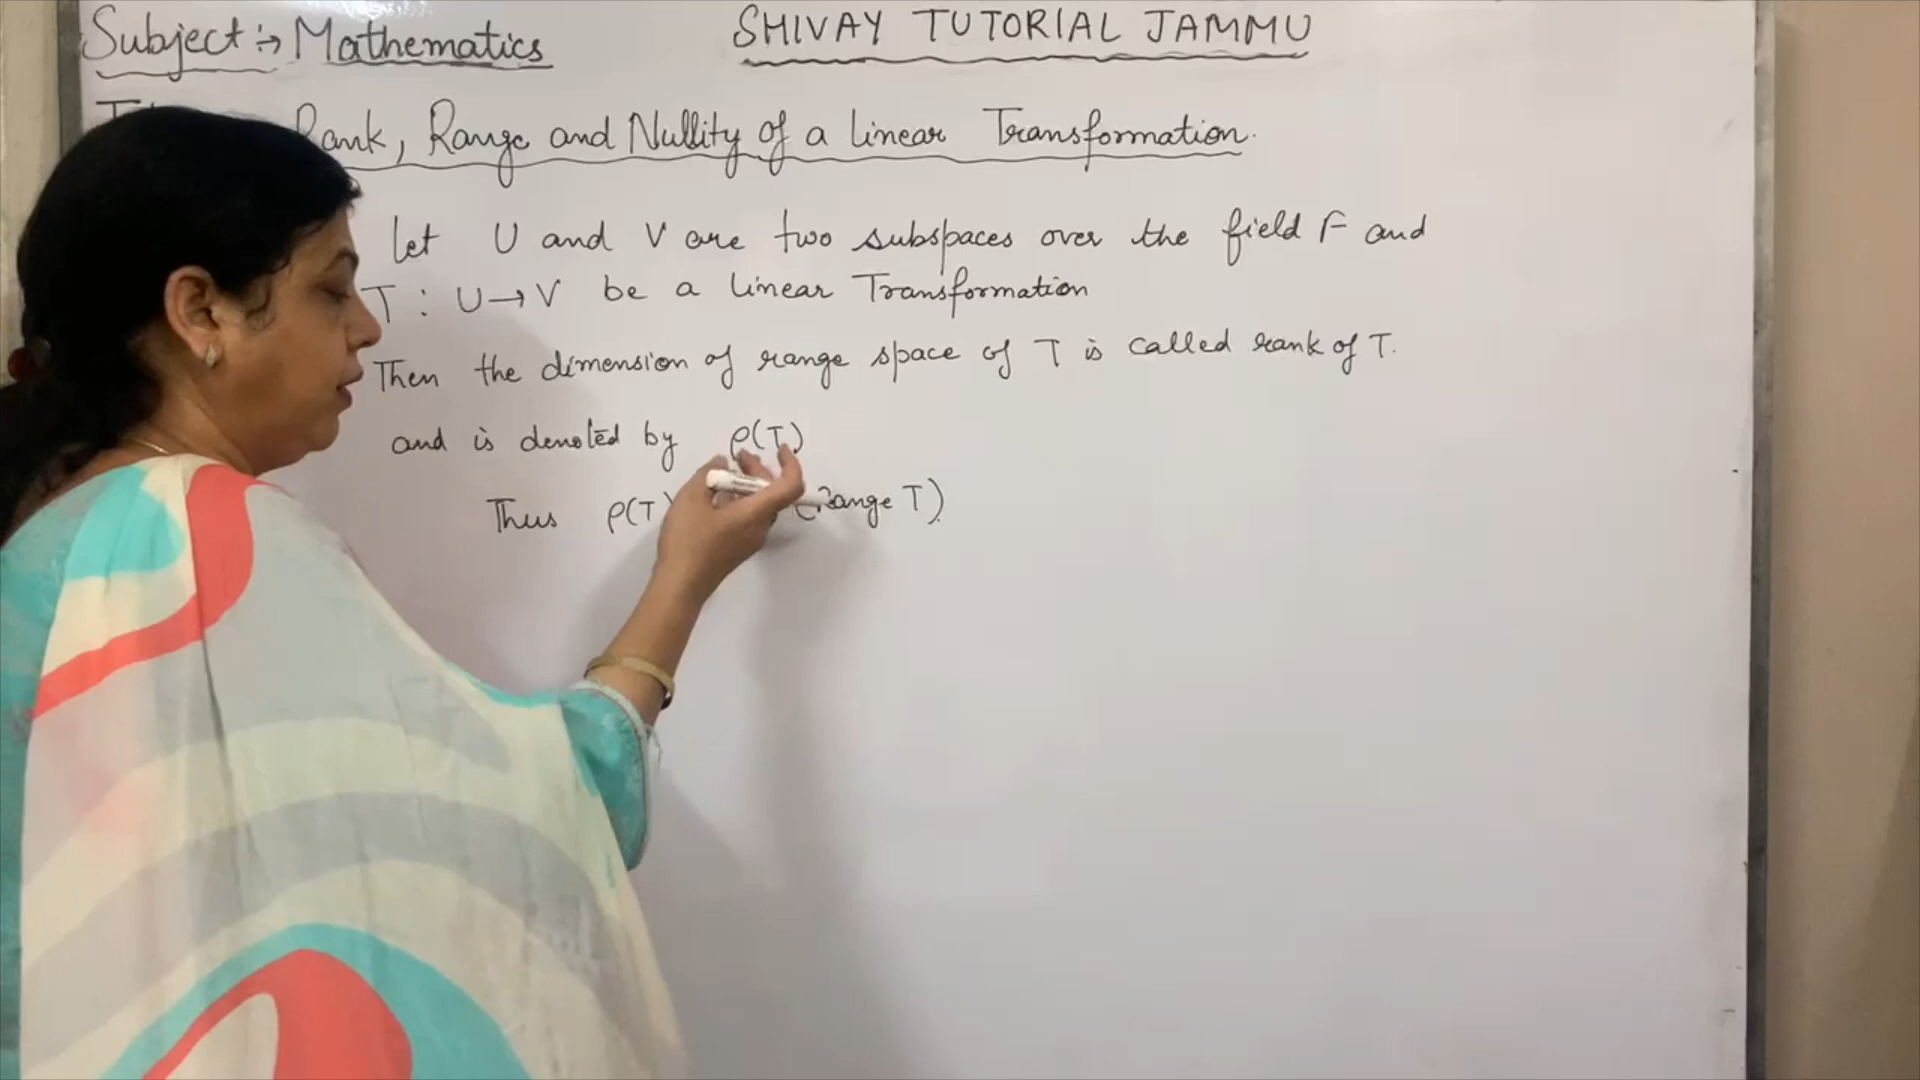 Subject :→ Mathematics
SHIVAY TUTORIAL JAMMU
Rank, Range and Nullity of a linear Transformation.
Let U and V are two subspaces over the field F and
T : U → V be a linear Transformation
Then the dimension of range space of T is called rank of T.
and is denoted by ρ(T)
Thus ρ(T) (Range T).